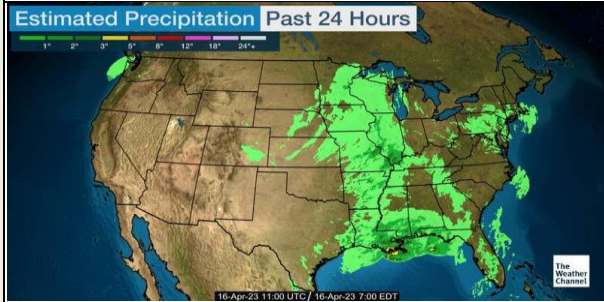 Estimated Precipitation Past 24 Hours
1" 2" 3" 5" 8" 12" 18" 24"+
The
Weather
Channel
16-Apr-23 11:00 UTC / 16-Apr-23 7:00 EDT